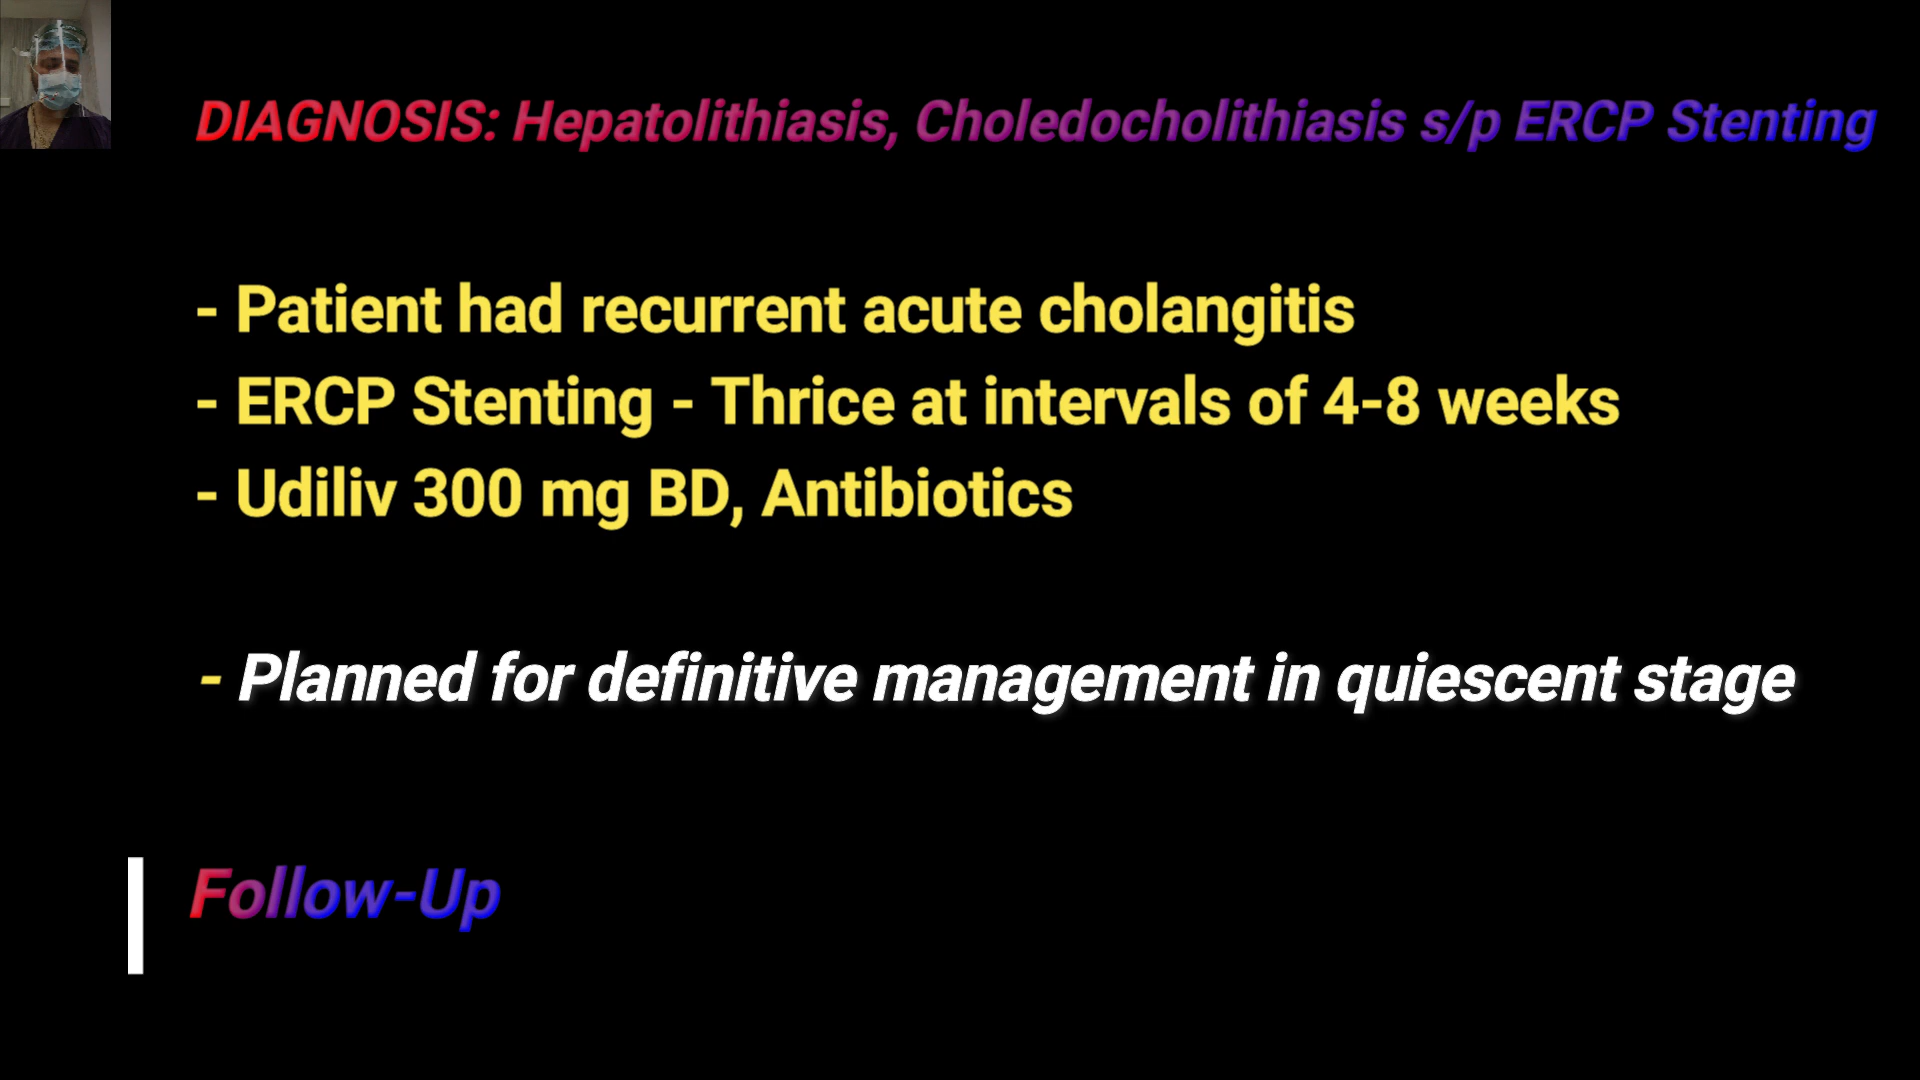 DIAGNOSIS: Hepatolithiasis, Choledocholithiasis s/p ERCP Stenting
- Patient had recurrent acute cholangitis
- ERCP Stenting - Thrice at intervals of 4-8 weeks
- Udiliv 300 mg BD, Antibiotics
- Planned for definitive management in quiescent stage
Follow-Up